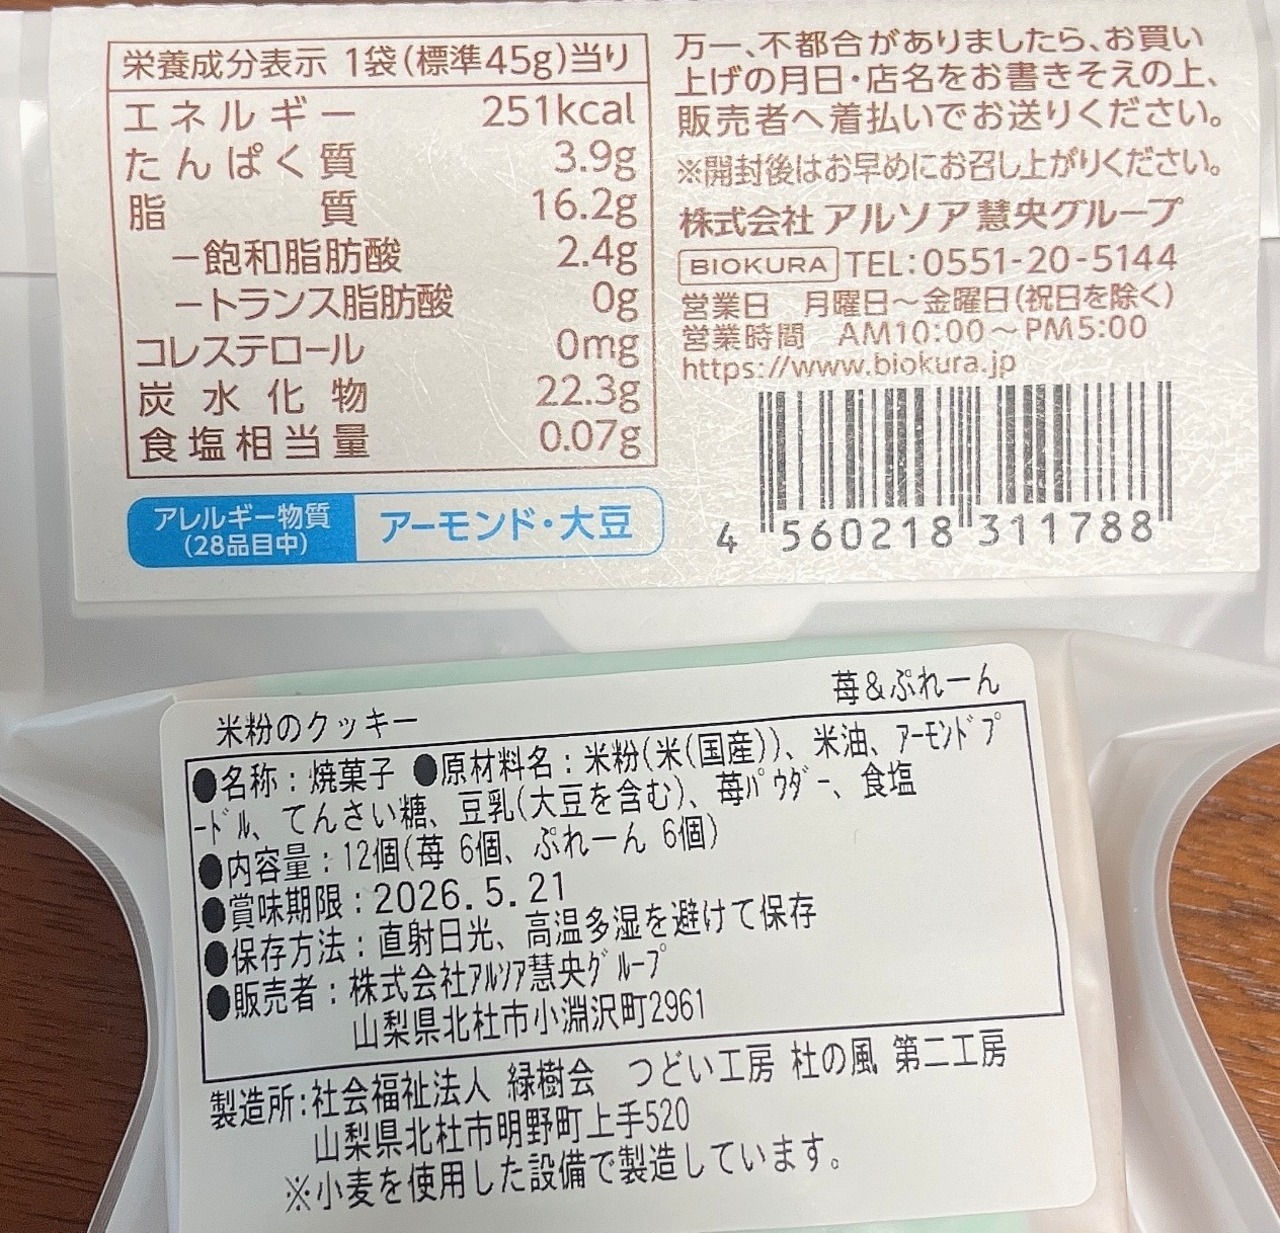 栄養成分表示 1袋(標準45g)当り
エネルギー 251kcal
たんぱく質 3.9g
脂質 16.2g
－飽和脂肪酸 2.4g
－トランス脂肪酸 0g
コレステロール 0mg
炭水化物 22.3g
食塩相当量 0.07g
アレルギー物質
(28品目中)
アーモンド・大豆
万一、不都合がありましたら、お買い
上げの月日・店名をお書きそえの上、
販売者へ着払いでお送りください。
※開封後はお早めにお召し上がりください。
株式会社 アルソア慧央グループ
BIOKURA TEL:0551-20-5144
営業日 月曜日～金曜日(祝日を除く)
営業時間 AM10:00～PM5:00
https://www.biokura.jp
4 560218 311788
米粉のクッキー 苺&ぷれーん
●名称:焼菓子 ●原材料名:米粉(米(国産))、米油、ｱｰﾓﾝﾄﾞﾌﾟ
ｰﾄﾞﾙ、てんさい糖、豆乳(大豆を含む)、苺ﾊﾟｳﾀﾞｰ、食塩
●内容量:12個(苺 6個、ぷれーん 6個)
●賞味期限:2026.5.21
●保存方法:直射日光、高温多湿を避けて保存
●販売者:株式会社ｱﾙｿｱ慧央ｸﾞﾙｰﾌﾟ
山梨県北杜市小淵沢町2961
製造所:社会福祉法人 緑樹会 つどい工房 杜の風 第二工房
山梨県北杜市明野町上手520
※小麦を使用した設備で製造しています。